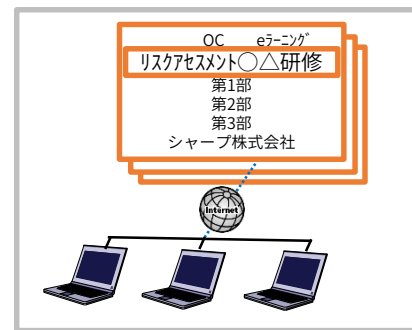 OC eﾗｰﾆﾝｸﾞ
ﾘｽｸｱｾｽﾒﾝﾄ○△研修
第1部
第2部
第3部
シャープ株式会社
Internet